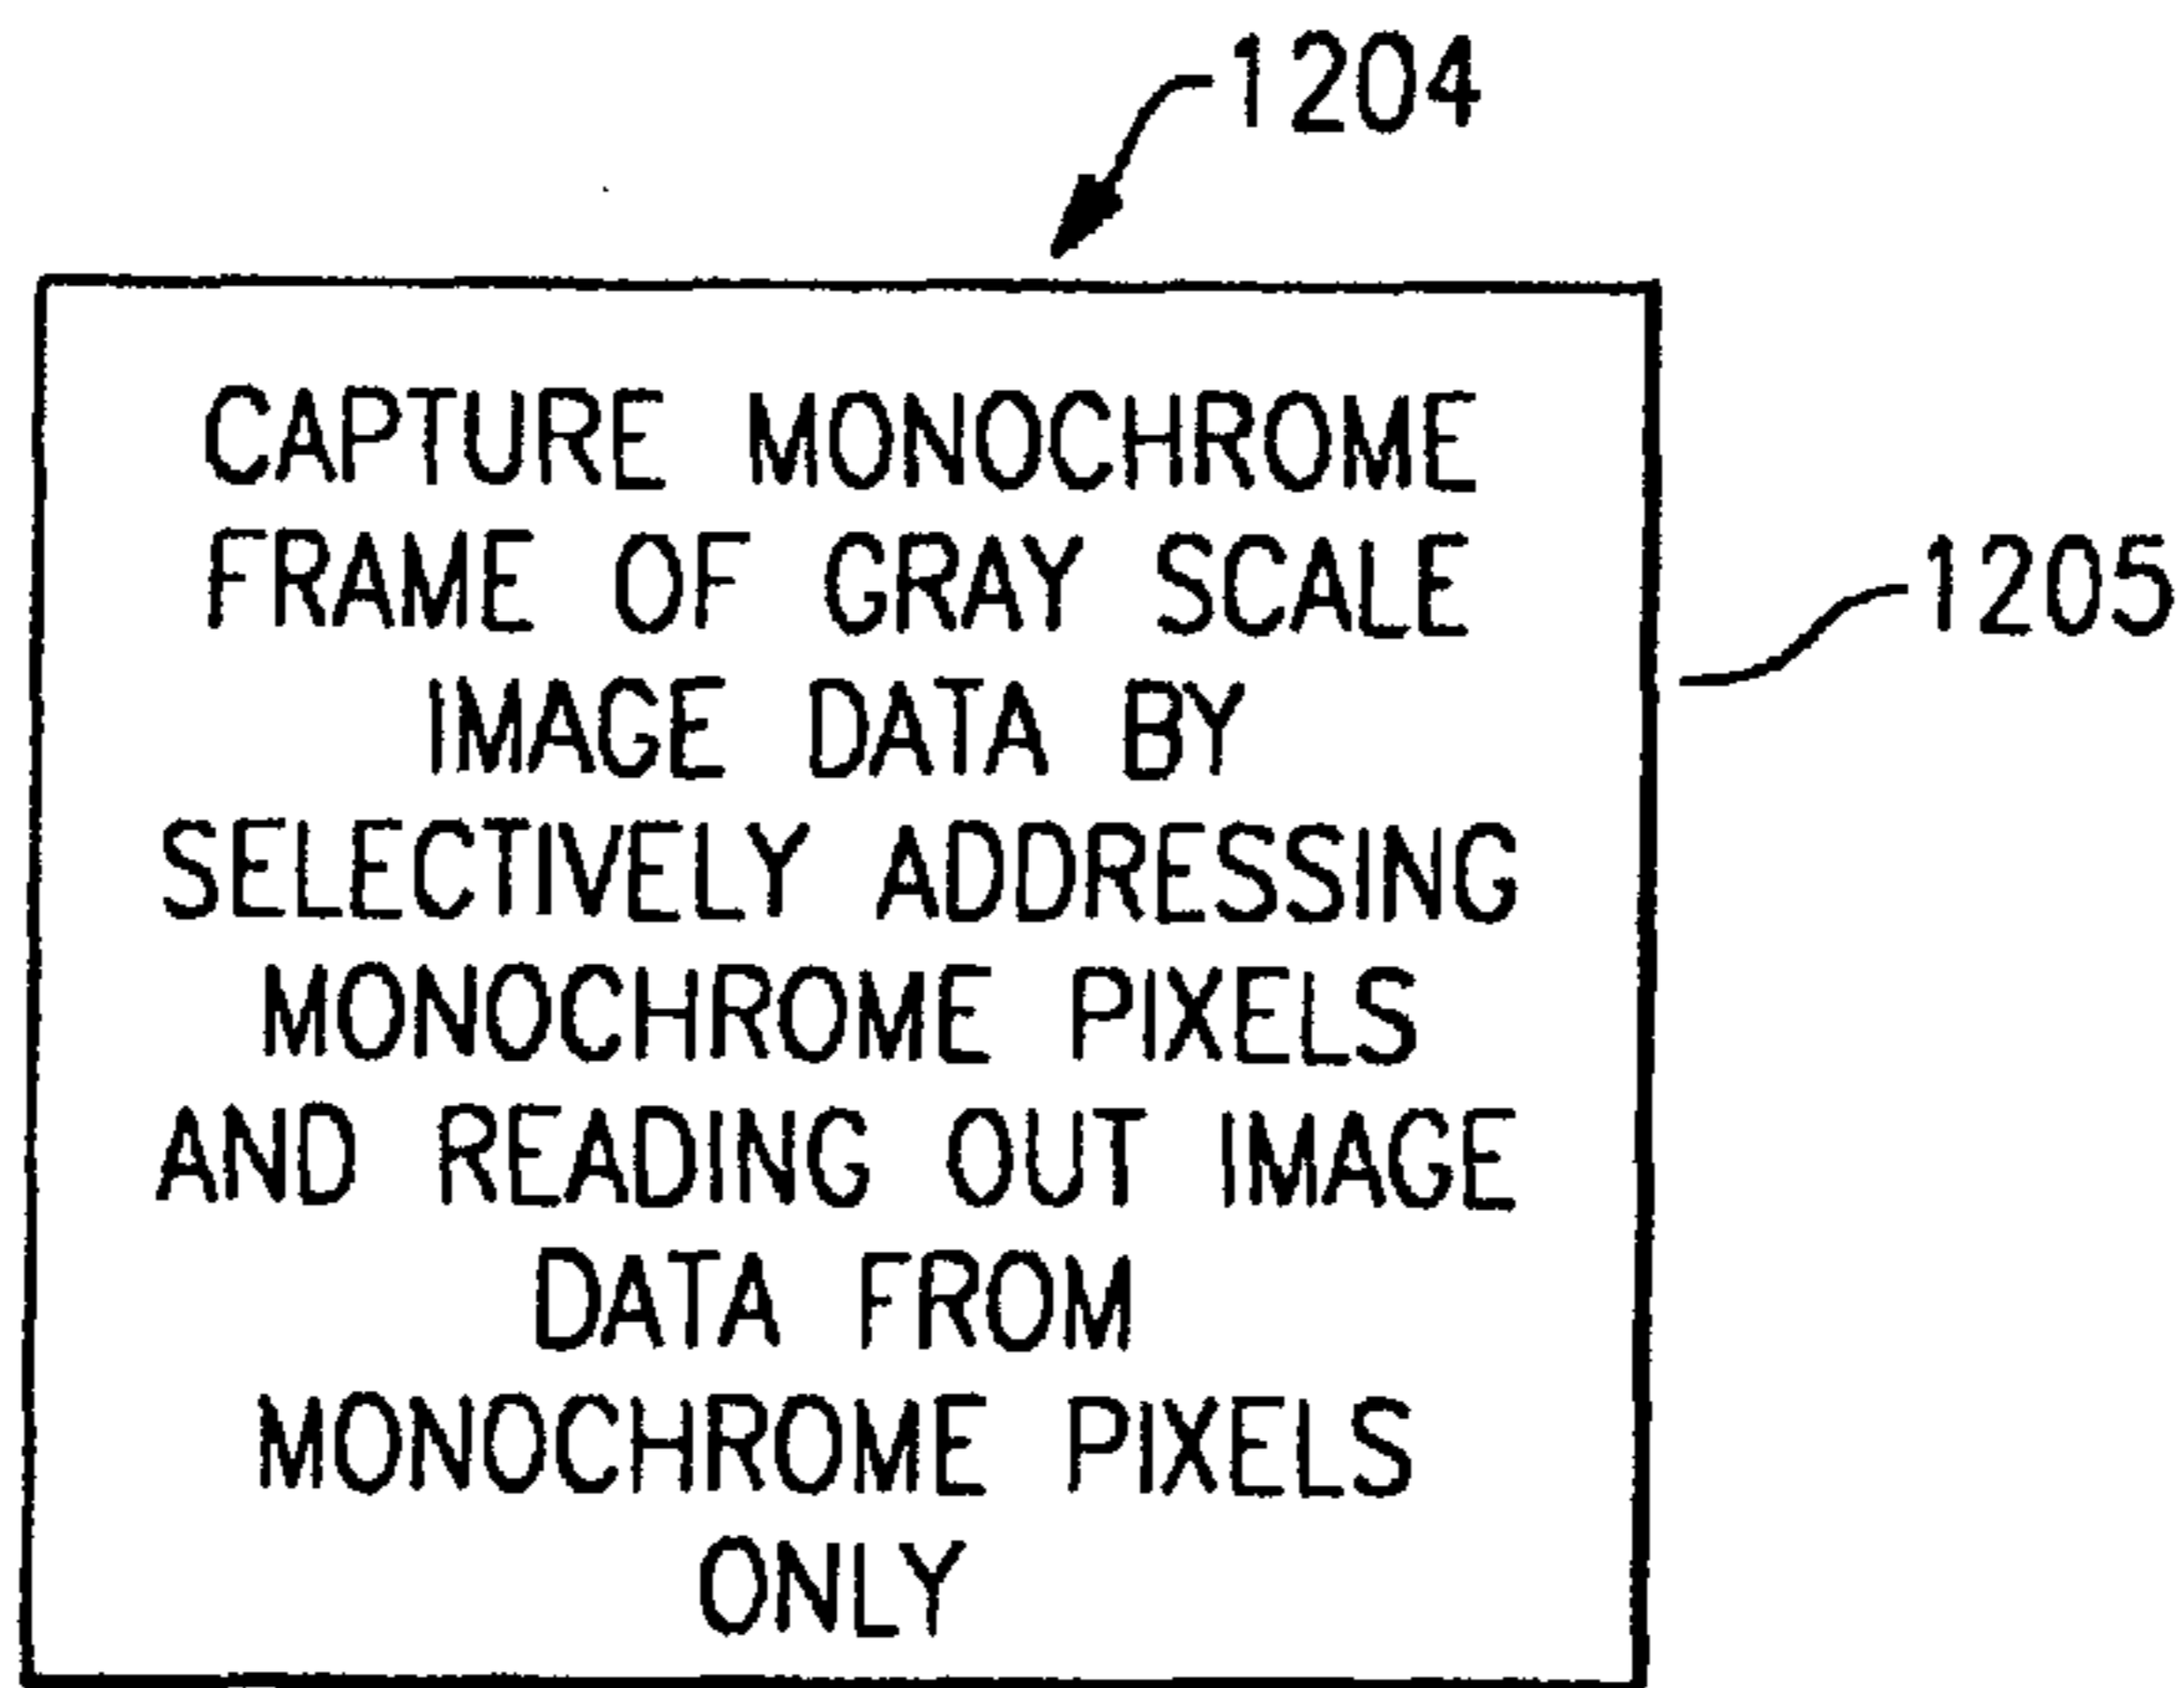 1204
CAPTURE MONOCHROME
FRAME OF GRAY SCALE
1205
IMAGE DATA BY
SELECTIVELY ADDRESSING
MONOCHROME PIXELS
AND READING OUT IMAGE
DATA FROM
MONOCHROME PIXELS
ONLY